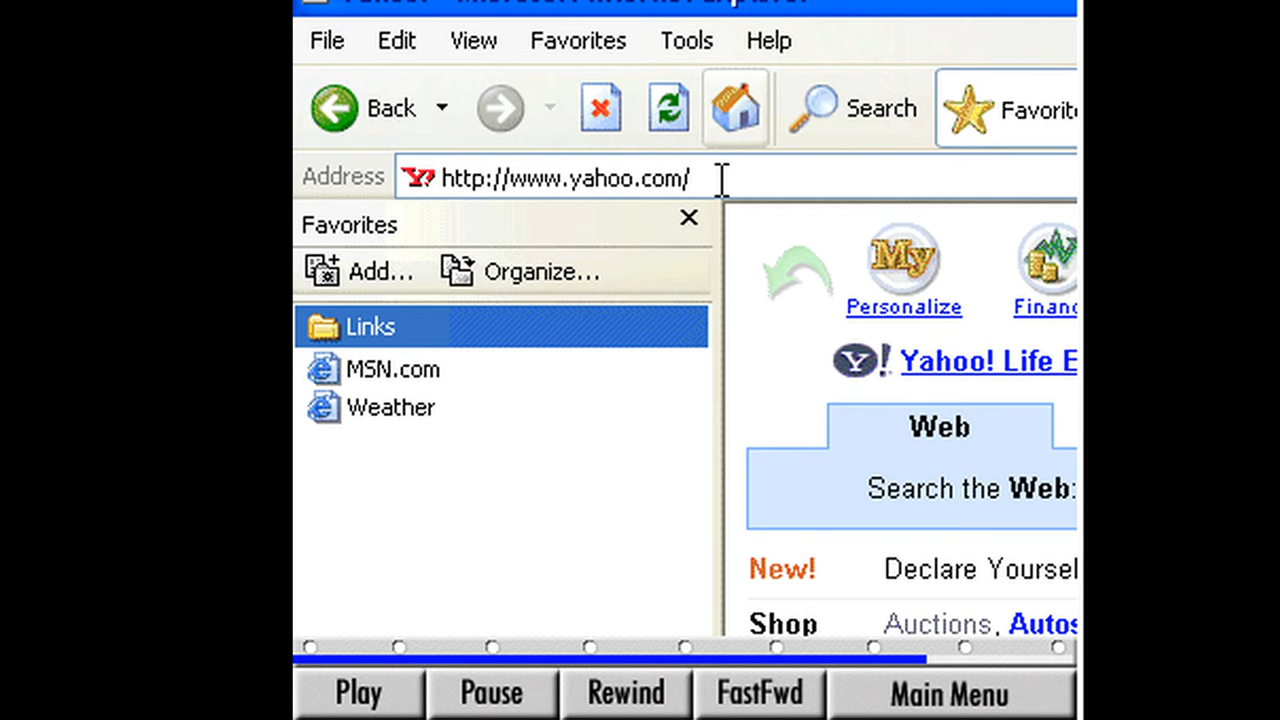 File Edit View Favorites Tools Help
Back Search
Address http://www.yahoo.com/
Favorites
Add... Organize...
Links
MSN.com
Weather
My
Personalize
Y! Yahoo! Life
Web
Search the Web:
New! Declare
Shop Auctions,
Play Pause Rewind FastFwd Main Menu